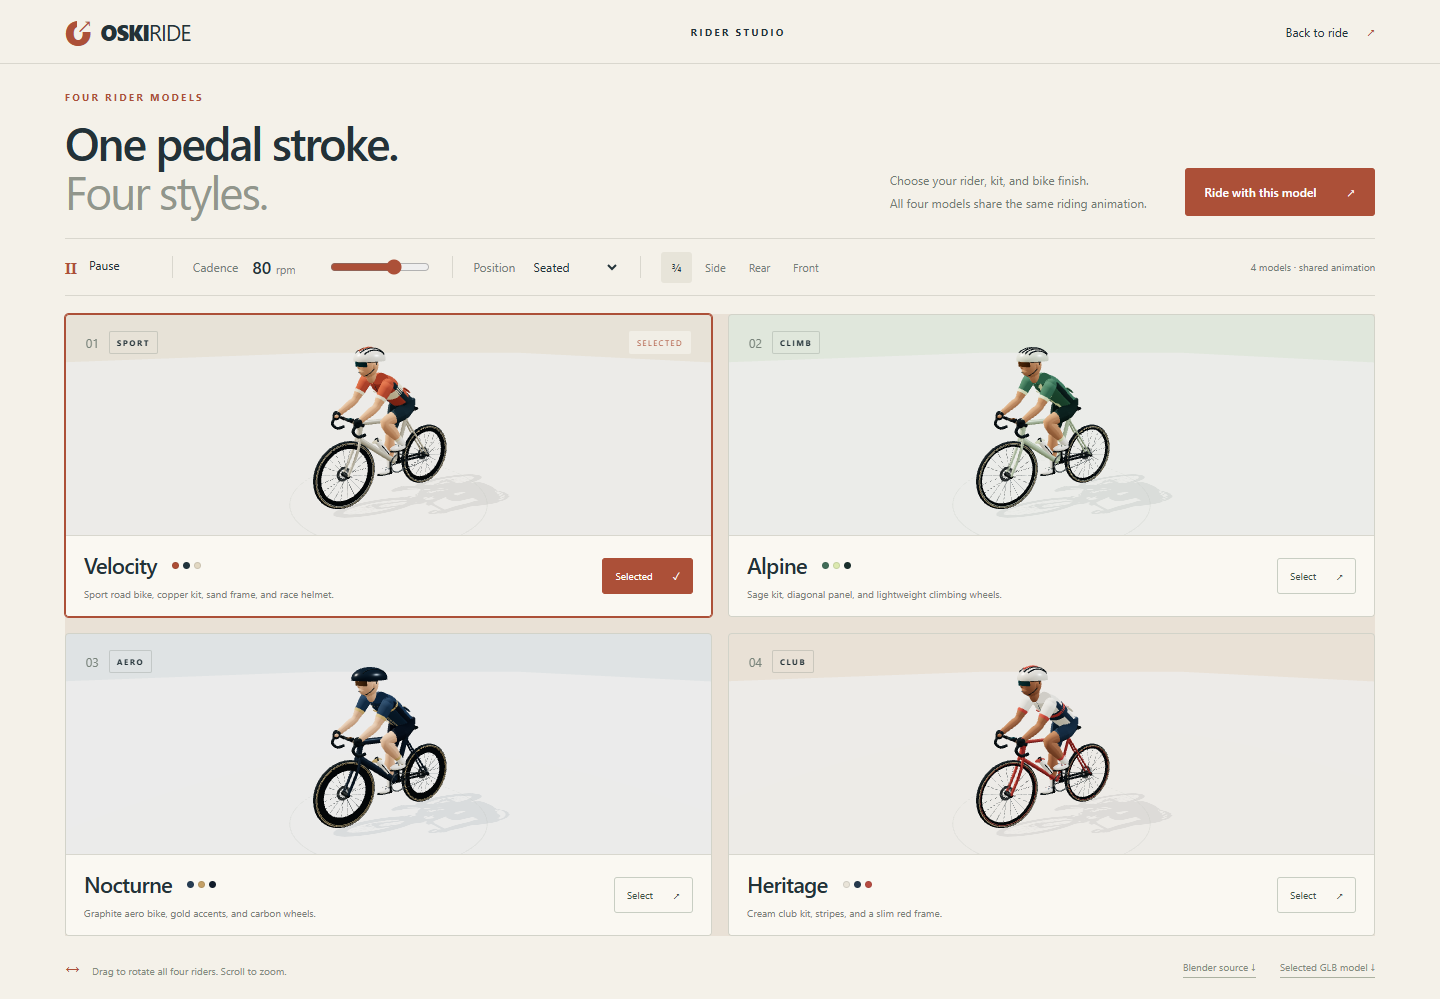 OSKIRIDE
RIDER STUDIO
Back to ride ↗
FOUR RIDER MODELS
One pedal stroke.
Four styles.
Choose your rider, kit, and bike finish.
All four models share the same riding animation.
Ride with this model ↗
Pause
Cadence 80 rpm
Position Seated
¾ Side Rear Front
4 models · shared animation
01 SPORT SELECTED
Velocity
Sport road bike, copper kit, sand frame, and race helmet.
Selected ✓
02 CLIMB
Alpine
Sage kit, diagonal panel, and lightweight climbing wheels.
Select ↗
03 AERO
Nocturne
Graphite aero bike, gold accents, and carbon wheels.
Select ↗
04 CLUB
Heritage
Cream club kit, stripes, and a slim red frame.
Select ↗
↔ Drag to rotate all four riders. Scroll to zoom.
Blender source ↓ Selected GLB model ↓